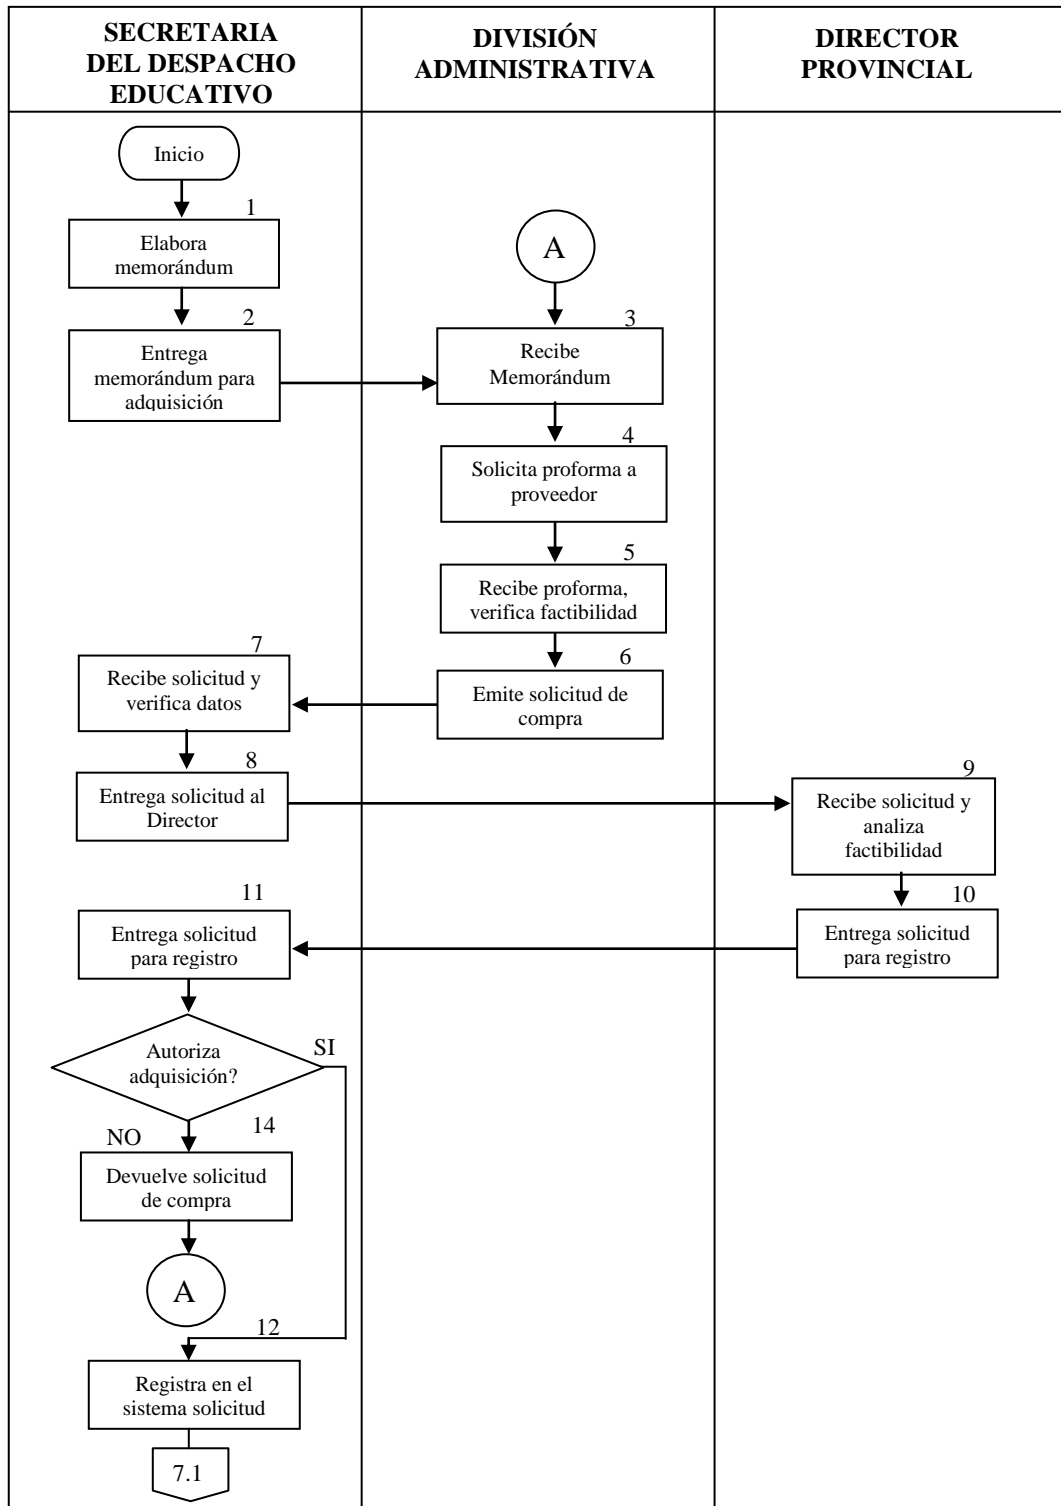 SECRETARIA
DEL DESPACHO
EDUCATIVO
DIVISIÓN
ADMINISTRATIVA
DIRECTOR
PROVINCIAL
Inicio
1
Elabora
memorándum
2
Entrega
memorándum para
adquisición
A
3
Recibe
Memorándum
4
Solicita proforma a
proveedor
5
Recibe proforma,
verifica factibilidad
6
Emite solicitud de
compra
7
Recibe solicitud y
verifica datos
8
Entrega solicitud al
Director
9
Recibe solicitud y
analiza
factibilidad
10
Entrega solicitud
para registro
11
Entrega solicitud
para registro
Autoriza
adquisición?
SI
NO
14
Devuelve solicitud
de compra
A
12
Registra en el
sistema solicitud
7.1